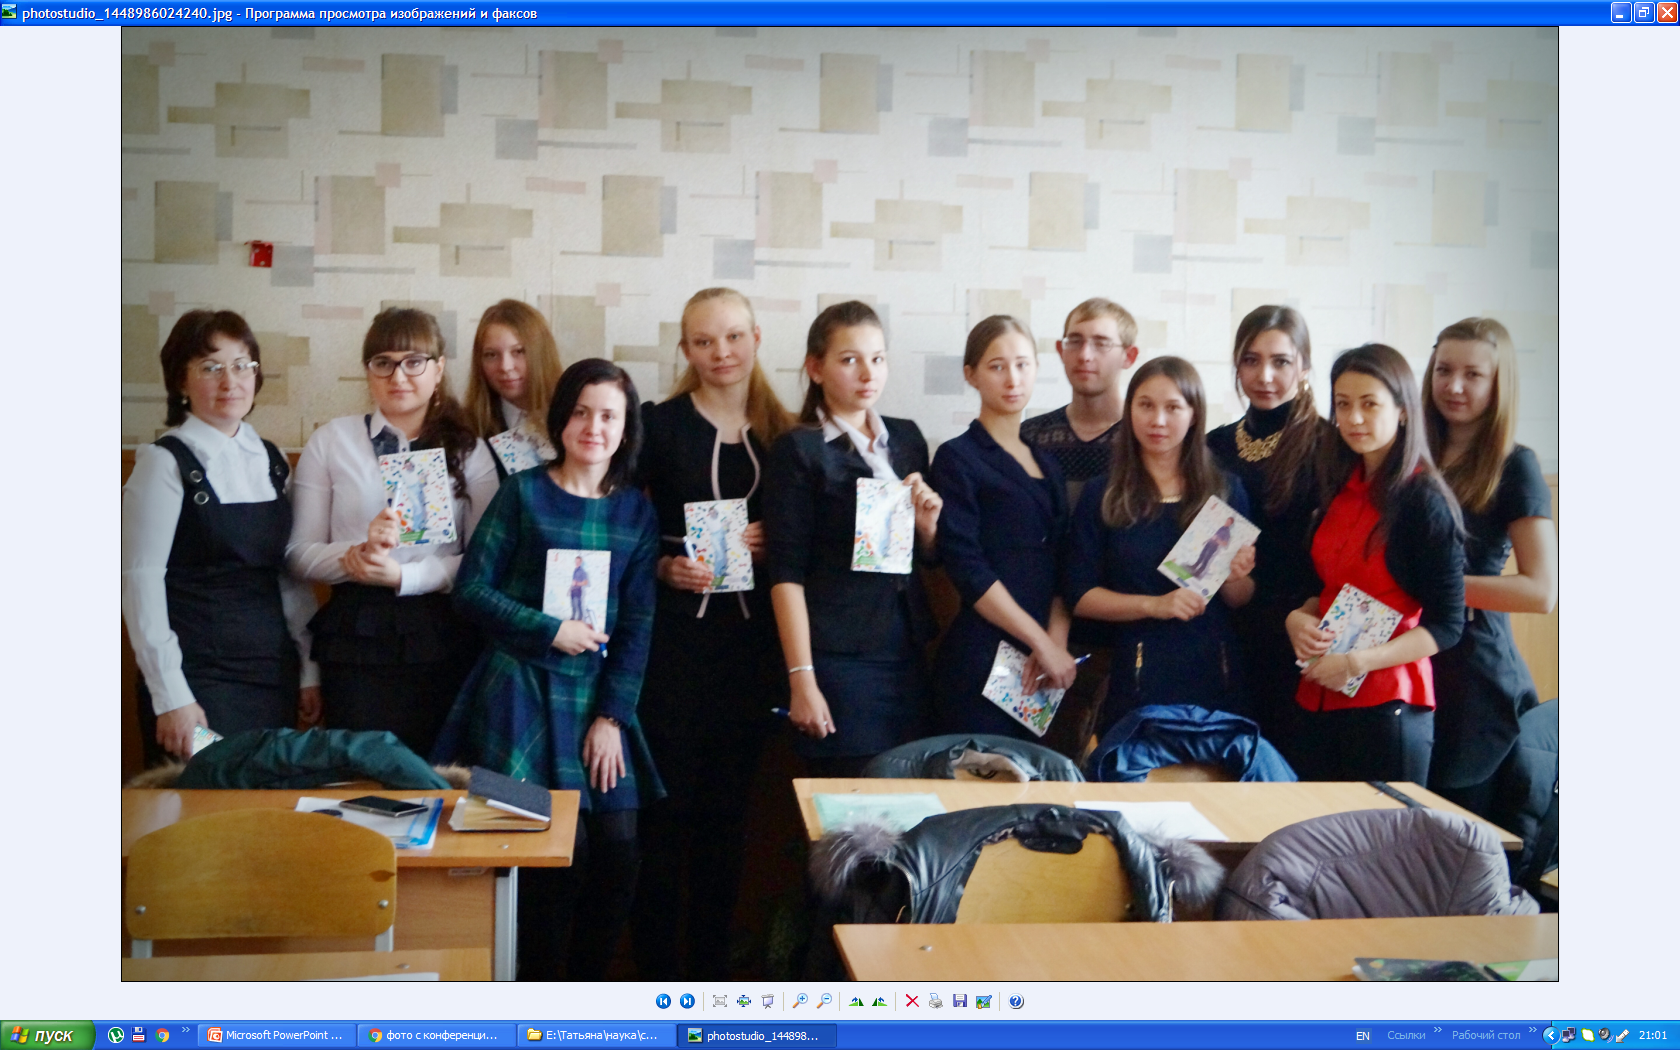 photostudio_1448986024240.jpg - Программа просмотра изображений и факсов
пуск
Microsoft PowerPoint ...
фото с конференци...
E:\Татьяна\наука\с...
photostudio_144898...
EN
Ссылки
Рабочий стол
21:01